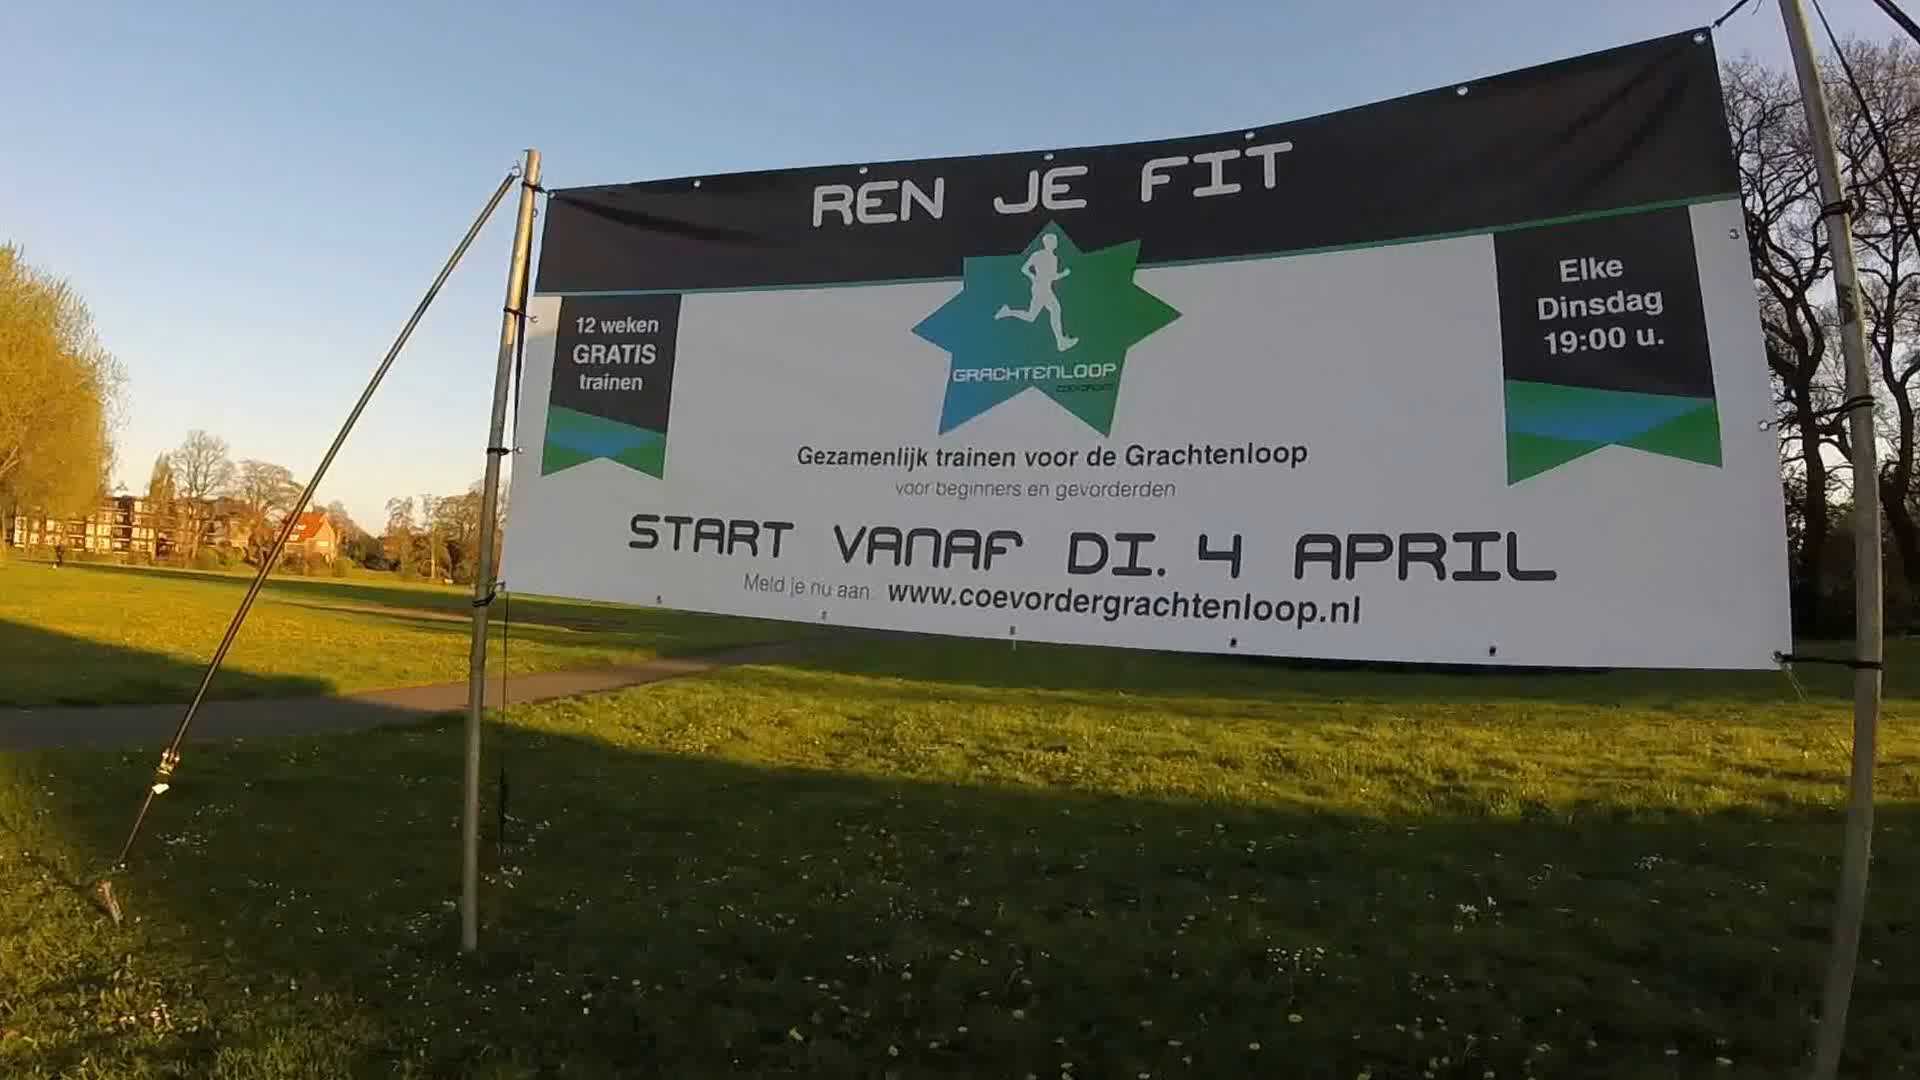 REN JE FIT
12 weken
GRATIS
trainen
Elke
Dinsdag
19:00 u.
GRACHTENLOOP
COEVORDEN
Gezamenlijk trainen voor de Grachtenloop
voor beginners en gevorderden
START VANAF DI. 4 APRIL
Meld je nu aan. www.coevordergrachtenloop.nl